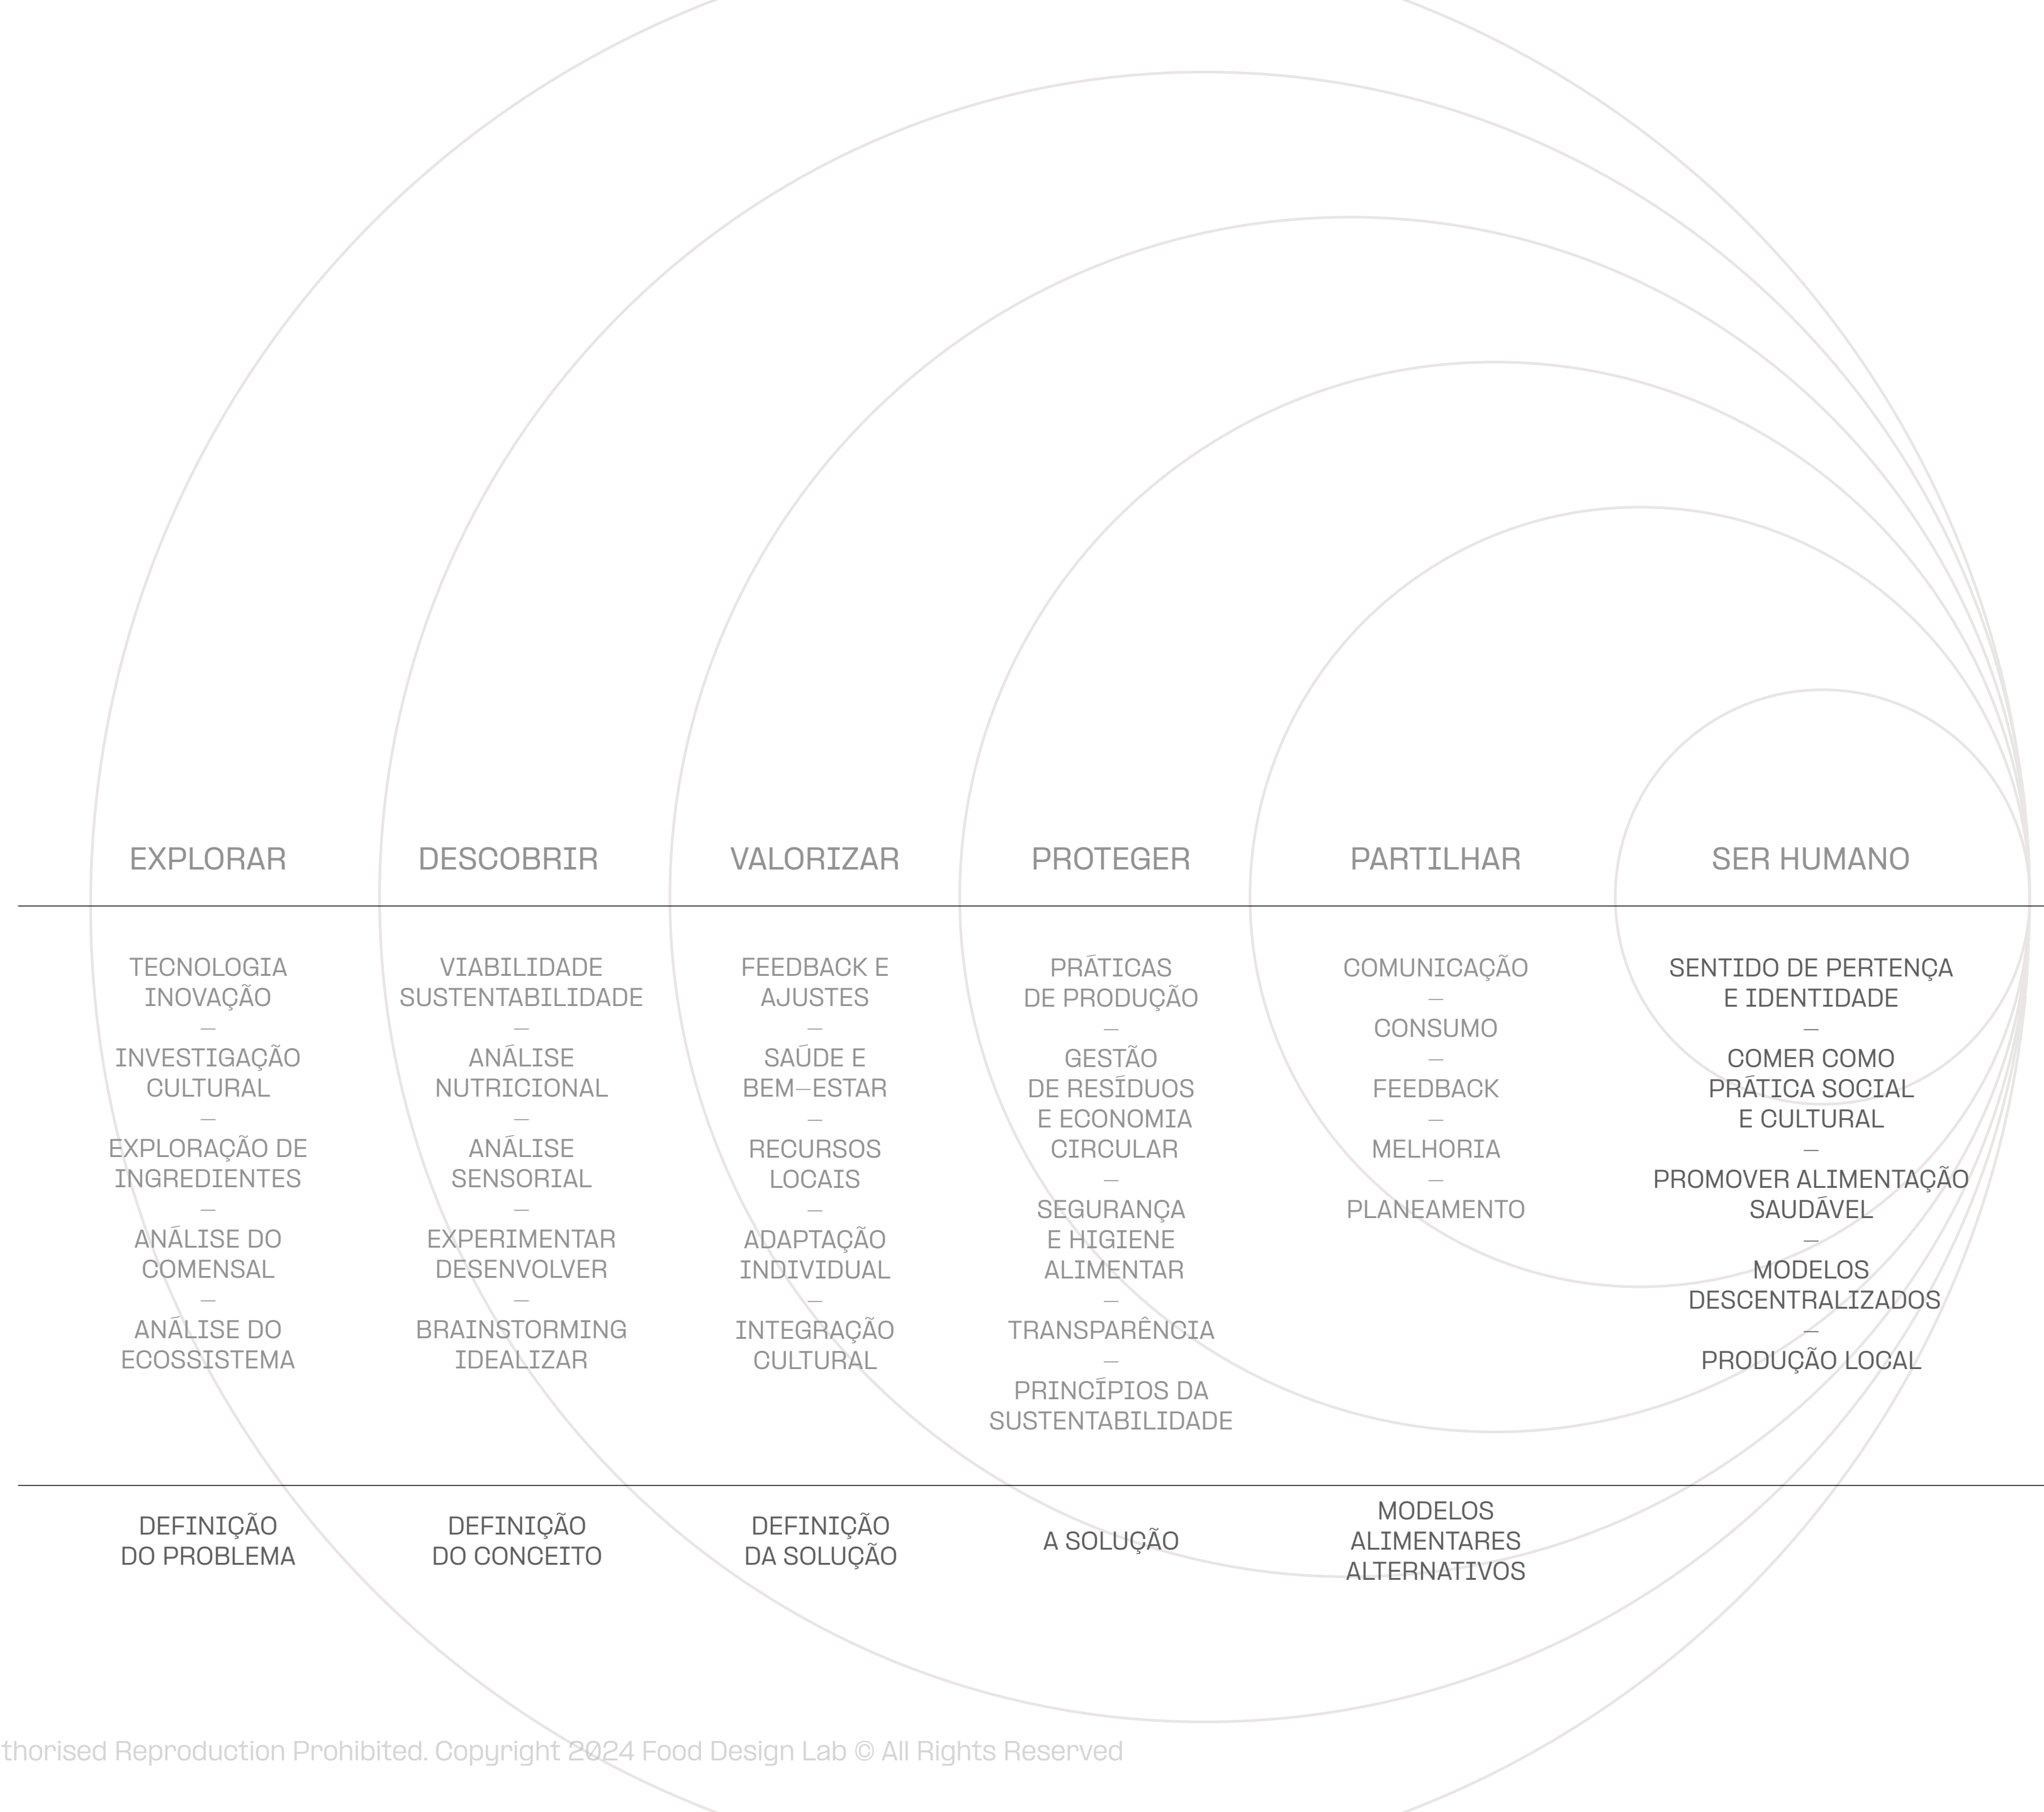 EXPLORAR
TECNOLOGIA
INOVAÇÃO
—
INVESTIGAÇÃO
CULTURAL
—
EXPLORAÇÃO DE
INGREDIENTES
—
ANÁLISE DO
COMENSAL
—
ANÁLISE DO
ECOSSISTEMA
DEFINIÇÃO
DO PROBLEMA
DESCOBRIR
VIABILIDADE
SUSTENTABILIDADE
—
ANÁLISE
NUTRICIONAL
—
ANÁLISE
SENSORIAL
—
EXPERIMENTAR
DESENVOLVER
—
BRAINSTORMING
IDEALIZAR
DEFINIÇÃO
DO CONCEITO
VALORIZAR
FEEDBACK E
AJUSTES
—
SAÚDE E
BEM—ESTAR
—
RECURSOS
LOCAIS
—
ADAPTAÇÃO
INDIVIDUAL
—
INTEGRAÇÃO
CULTURAL
DEFINIÇÃO
DA SOLUÇÃO
PROTEGER
PRÁTICAS
DE PRODUÇÃO
—
GESTÃO
DE RESÍDUOS
E ECONOMIA
CIRCULAR
—
SEGURANÇA
E HIGIENE
ALIMENTAR
—
TRANSPARÊNCIA
—
PRINCÍPIOS DA
SUSTENTABILIDADE
A SOLUÇÃO
PARTILHAR
COMUNICAÇÃO
—
CONSUMO
—
FEEDBACK
—
MELHORIA
—
PLANEAMENTO
MODELOS
ALIMENTARES
ALTERNATIVOS
SER HUMANO
SENTIDO DE PERTENÇA
E IDENTIDADE
—
COMER COMO
PRÁTICA SOCIAL
E CULTURAL
—
PROMOVER ALIMENTAÇÃO
SAUDÁVEL
—
MODELOS
DESCENTRALIZADOS
—
PRODUÇÃO LOCAL
thorised Reproduction Prohibited. Copyright 2024 Food Design Lab © All Rights Reserved